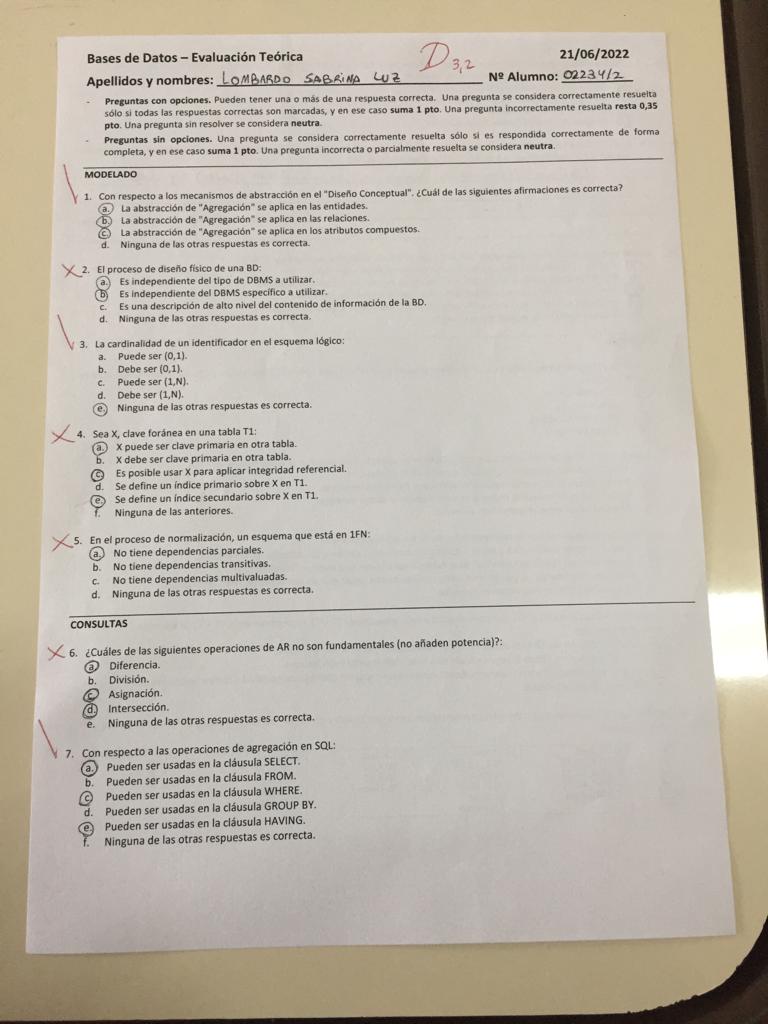 Bases de Datos – Evaluación Teórica
D 3,2
21/06/2022
Apellidos y nombres: LOMBARDO SABRINA LUZ Nº Alumno: 02234/2
- Preguntas con opciones. Pueden tener una o más de una respuesta correcta. Una pregunta se considera correctamente resuelta
sólo si todas las respuestas correctas son marcadas, y en ese caso suma 1 pto. Una pregunta incorrectamente resuelta resta 0,35
pto. Una pregunta sin resolver se considera neutra.
- Preguntas sin opciones. Una pregunta se considera correctamente resuelta sólo si es respondida correctamente de forma
completa, y en ese caso suma 1 pto. Una pregunta incorrecta o parcialmente resuelta se considera neutra.
MODELADO
1. Con respecto a los mecanismos de abstracción en el "Diseño Conceptual". ¿Cuál de las siguientes afirmaciones es correcta?
a. La abstracción de "Agregación" se aplica en las entidades.
b. La abstracción de "Agregación" se aplica en las relaciones.
c. La abstracción de "Agregación" se aplica en los atributos compuestos.
d. Ninguna de las otras respuestas es correcta.
2. El proceso de diseño físico de una BD:
a. Es independiente del tipo de DBMS a utilizar.
b. Es independiente del DBMS específico a utilizar.
c. Es una descripción de alto nivel del contenido de información de la BD.
d. Ninguna de las otras respuestas es correcta.
3. La cardinalidad de un identificador en el esquema lógico:
a. Puede ser (0,1).
b. Debe ser (0,1).
c. Puede ser (1,N).
d. Debe ser (1,N).
e. Ninguna de las otras respuestas es correcta.
4. Sea X, clave foránea en una tabla T1:
a. X puede ser clave primaria en otra tabla.
b. X debe ser clave primaria en otra tabla.
c. Es posible usar X para aplicar integridad referencial.
d. Se define un índice primario sobre X en T1.
e. Se define un índice secundario sobre X en T1.
f. Ninguna de las anteriores.
5. En el proceso de normalización, un esquema que está en 1FN:
a. No tiene dependencias parciales.
b. No tiene dependencias transitivas.
c. No tiene dependencias multivaluadas.
d. Ninguna de las otras respuestas es correcta.
CONSULTAS
6. ¿Cuáles de las siguientes operaciones de AR no son fundamentales (no añaden potencia)?:
a. Diferencia.
b. División.
c. Asignación.
d. Intersección.
e. Ninguna de las otras respuestas es correcta.
7. Con respecto a las operaciones de agregación en SQL:
a. Pueden ser usadas en la cláusula SELECT.
b. Pueden ser usadas en la cláusula FROM.
c. Pueden ser usadas en la cláusula WHERE.
d. Pueden ser usadas en la cláusula GROUP BY.
e. Pueden ser usadas en la cláusula HAVING.
f. Ninguna de las otras respuestas es correcta.